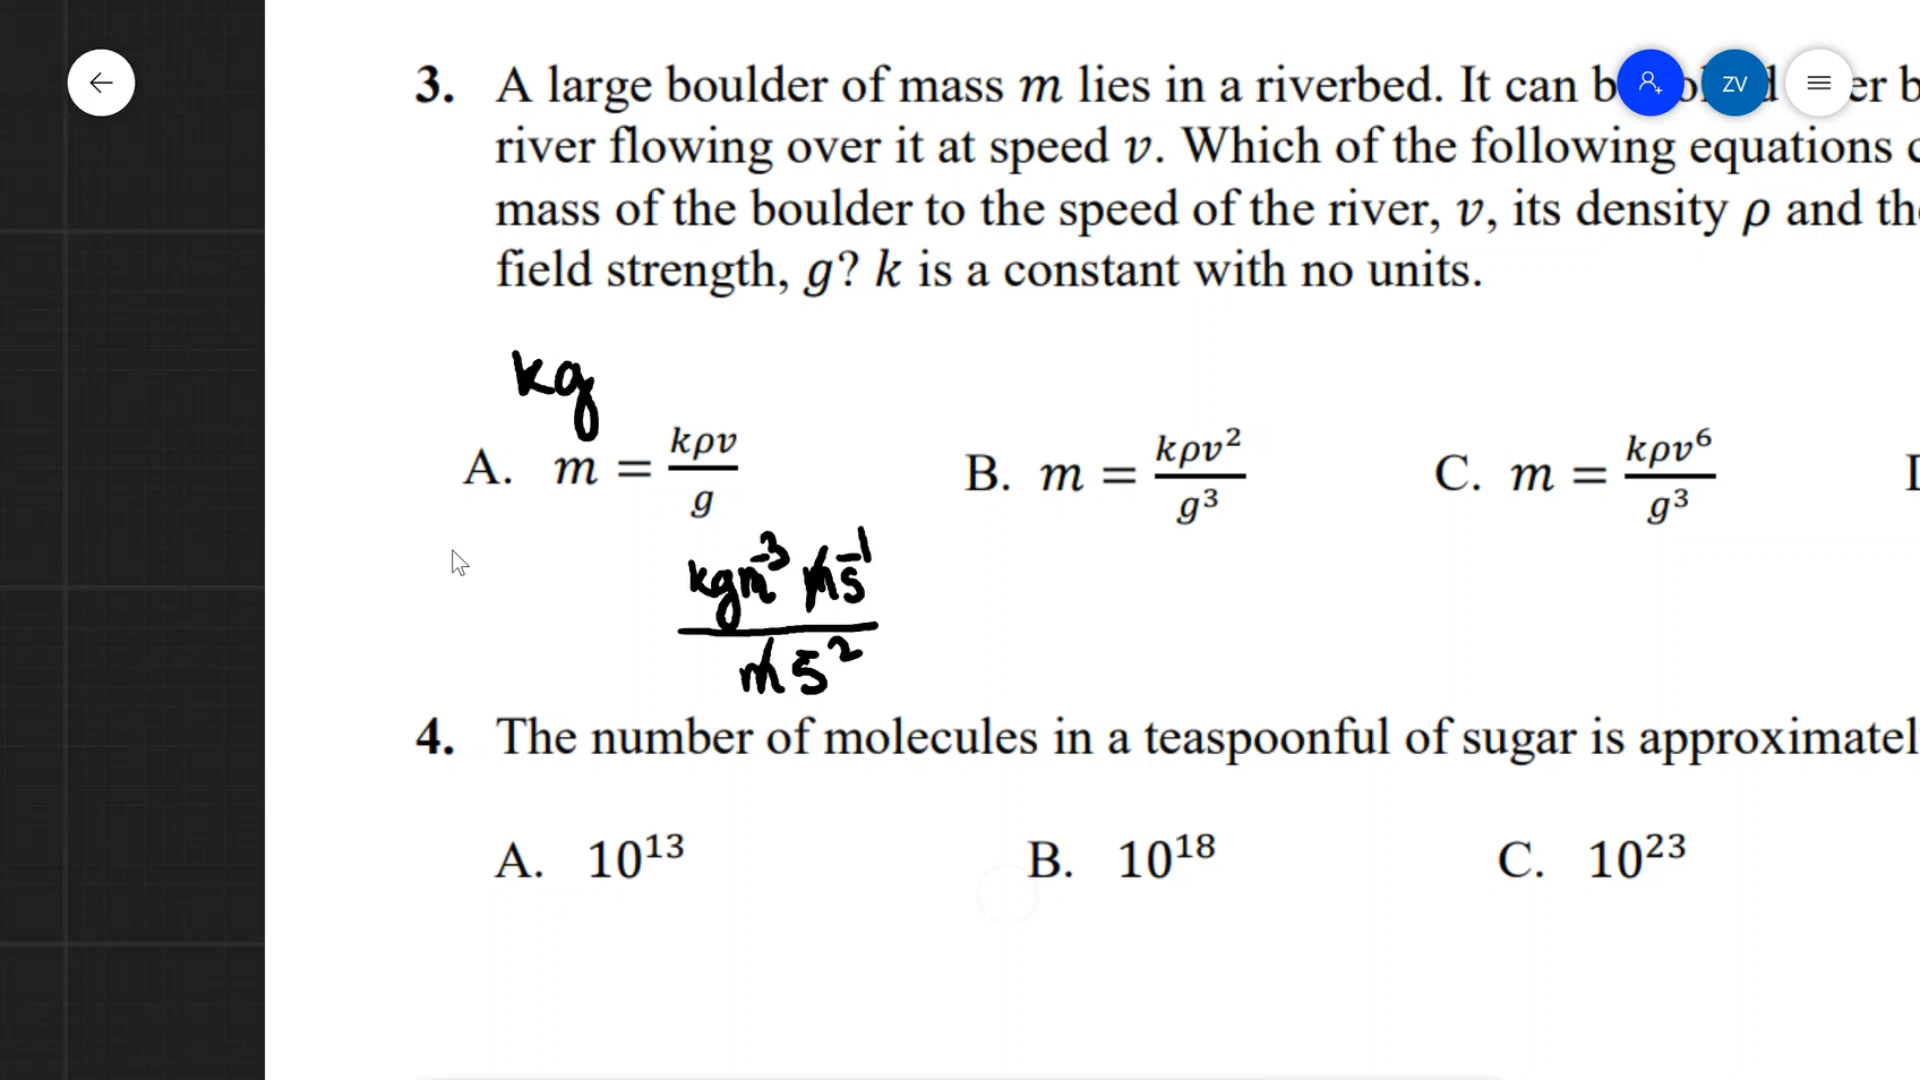 3. A large boulder of mass m lies in a riverbed. It can b
er b
ZV
river flowing over it at speed v. Which of the following equations c
mass of the boulder to the speed of the river, v, its density ρ and th
field strength, g? k is a constant with no units.
kg
A. m = kρv/g B. m = kρv²/g³ C. m = kρv⁶/g³
kgm⁻³ ms⁻¹
ms²
4. The number of molecules in a teaspoonful of sugar is approximatel
A. 10¹³ B. 10¹⁸ C. 10²³